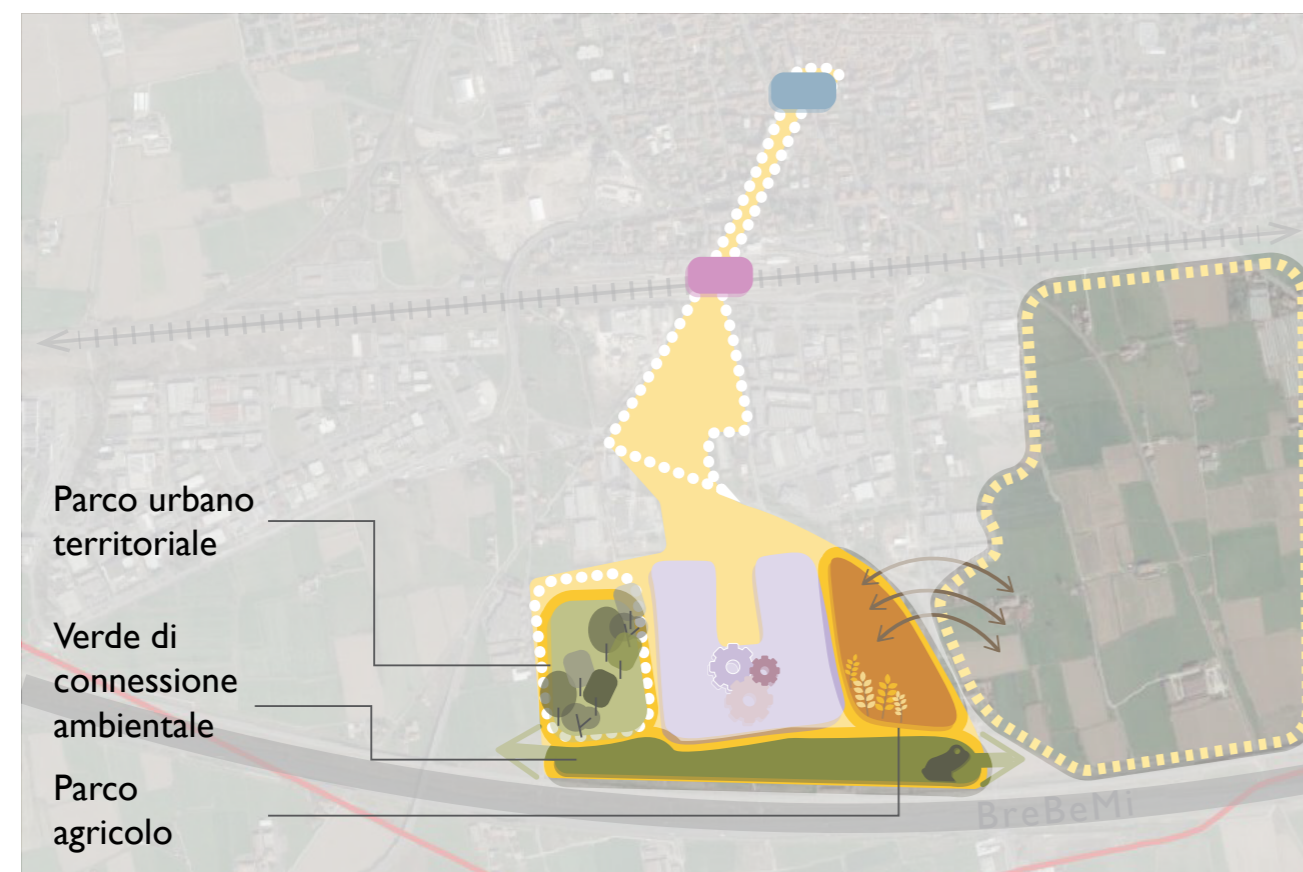 Parco urbano
territoriale
Verde di
connessione
ambientale
Parco
agricolo
BreBeMi